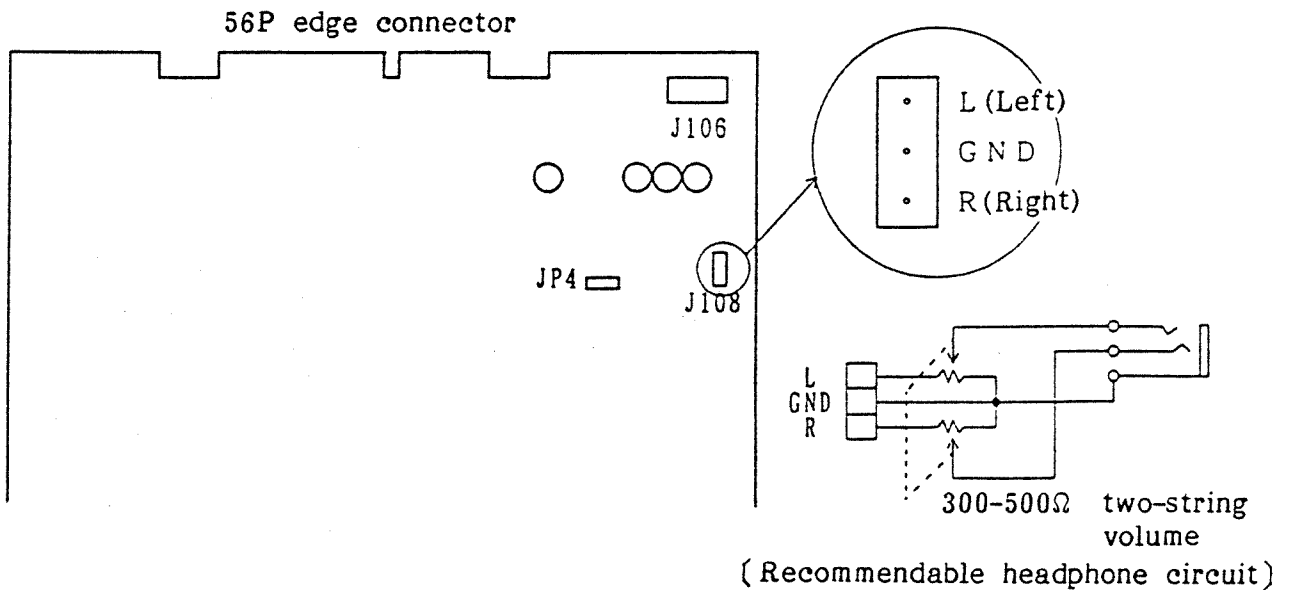 56P edge connector
J106
L (Left)
GND
R (Right)
JP4
J108
L
GND
R
300-500Ω two-string
volume
(Recommendable headphone circuit)